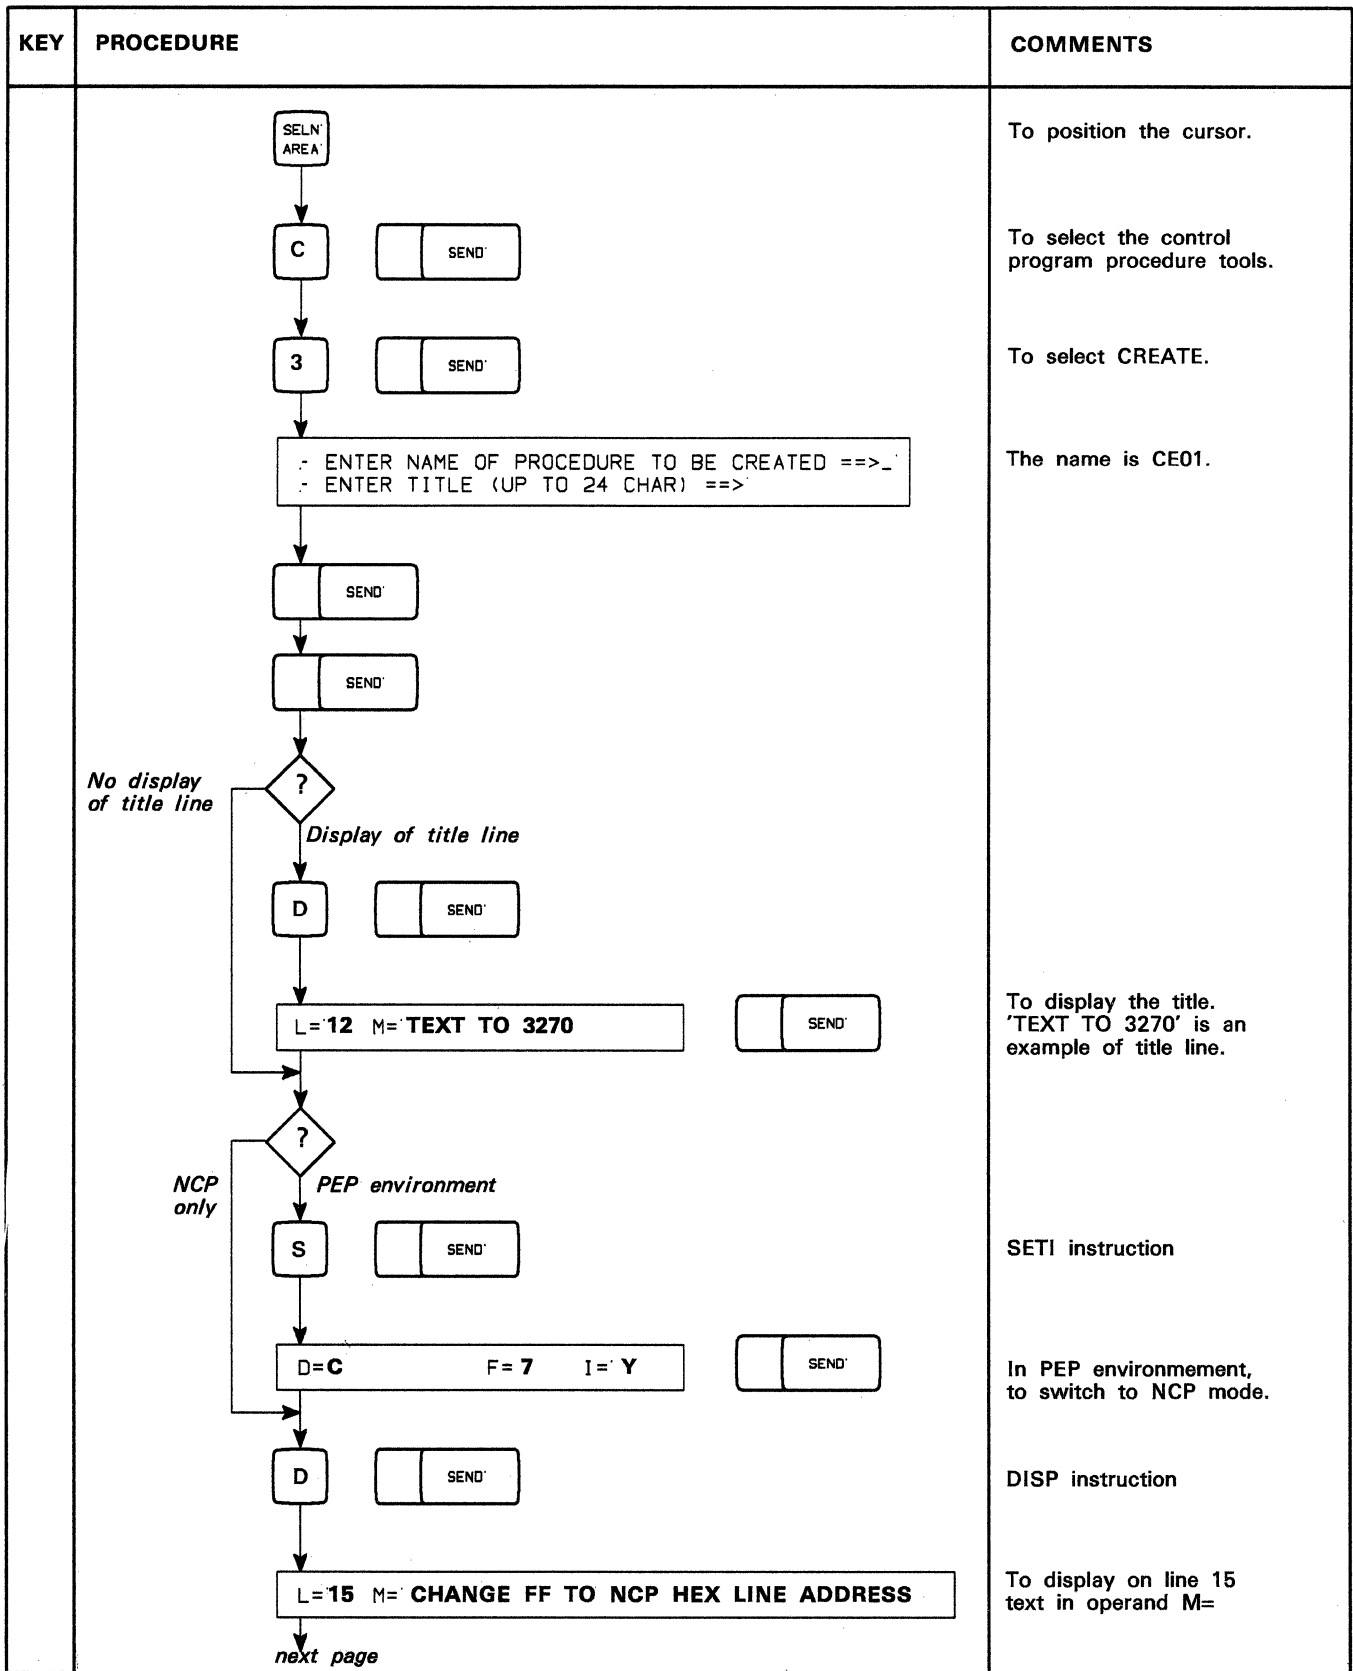 KEY PROCEDURE COMMENTS
SELN
AREA
To position the cursor.
C SEND
To select the control
program procedure tools.
3 SEND
To select CREATE.
:- ENTER NAME OF PROCEDURE TO BE CREATED ==>_
:- ENTER TITLE (UP TO 24 CHAR) ==>
The name is CE01.
SEND
SEND
?
No display
of title line
Display of title line
D SEND
L=12 M=TEXT TO 3270 SEND
To display the title.
'TEXT TO 3270' is an
example of title line.
?
NCP
only
PEP environment
S SEND
SETI instruction
D=C F=7 I=Y SEND
In PEP environmement,
to switch to NCP mode.
D SEND
DISP instruction
L=15 M= CHANGE FF TO NCP HEX LINE ADDRESS
To display on line 15
text in operand M=
next page